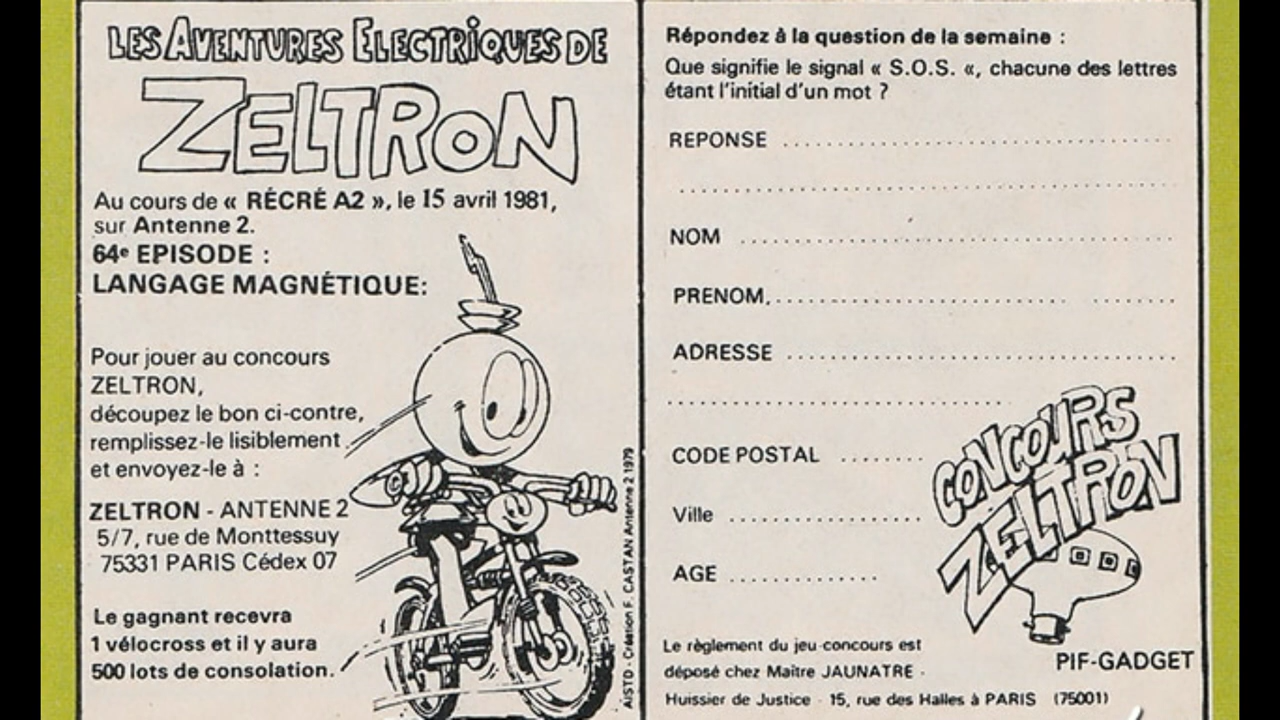 LES AVENTURES ELECTRIQUES DE
ZELTRON
Au cours de « RÉCRÉ A2 », le 15 avril 1981,
sur Antenne 2.
64e EPISODE :
LANGAGE MAGNÉTIQUE:
Pour jouer au concours
ZELTRON,
découpez le bon ci-contre,
remplissez-le lisiblement
et envoyez-le à :
ZELTRON - ANTENNE 2
5/7, rue de Monttessuy
75331 PARIS Cédex 07
Le gagnant recevra
1 vélocross et il y aura
500 lots de consolation.
AISTD - Création F. CASTAN Antenne 2 1979
Répondez à la question de la semaine :
Que signifie le signal « S.O.S. «, chacune des lettres
étant l'initial d'un mot ?
REPONSE
NOM
PRENOM
ADRESSE
CODE POSTAL
Ville
AGE
CONCOURS
ZELTRON
Le règlement du jeu-concours est
déposé chez Maître JAUNATRE -
Huissier de Justice - 15, rue des Halles à PARIS (75001)
PIF-GADGET